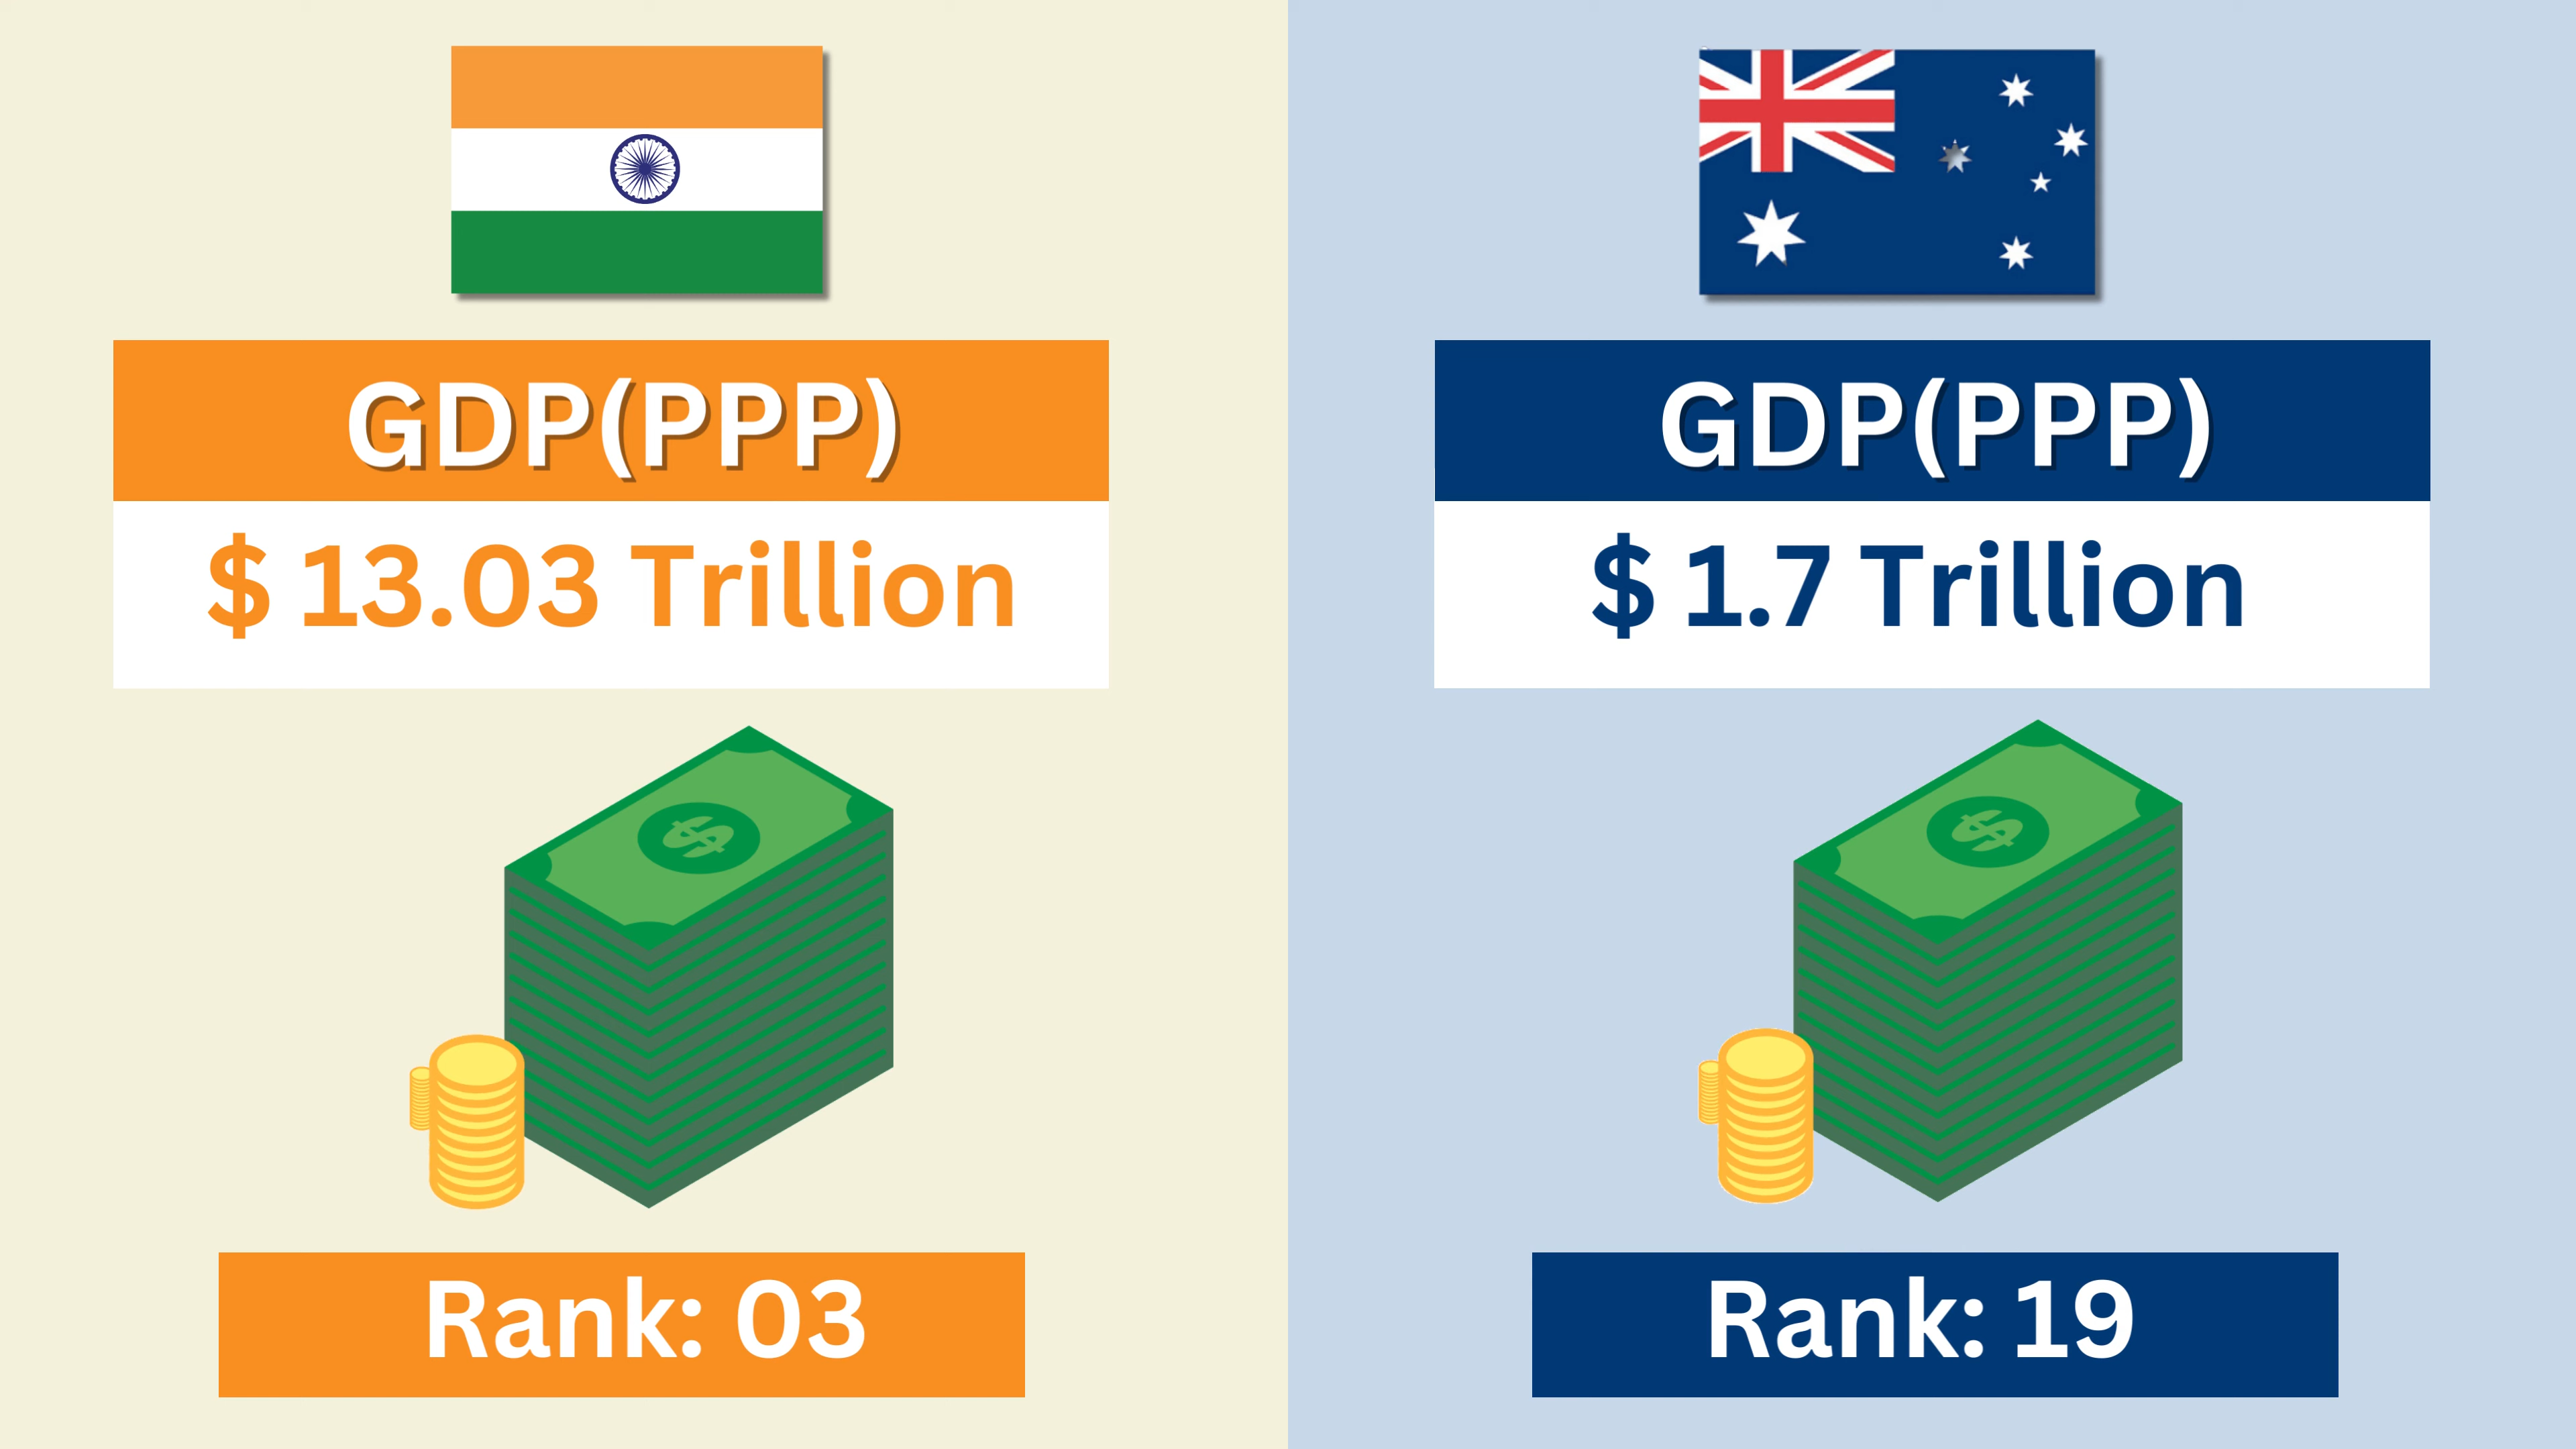 GDP(PPP)
$ 13.03 Trillion
Rank: 03
GDP(PPP)
$ 1.7 Trillion
Rank: 19